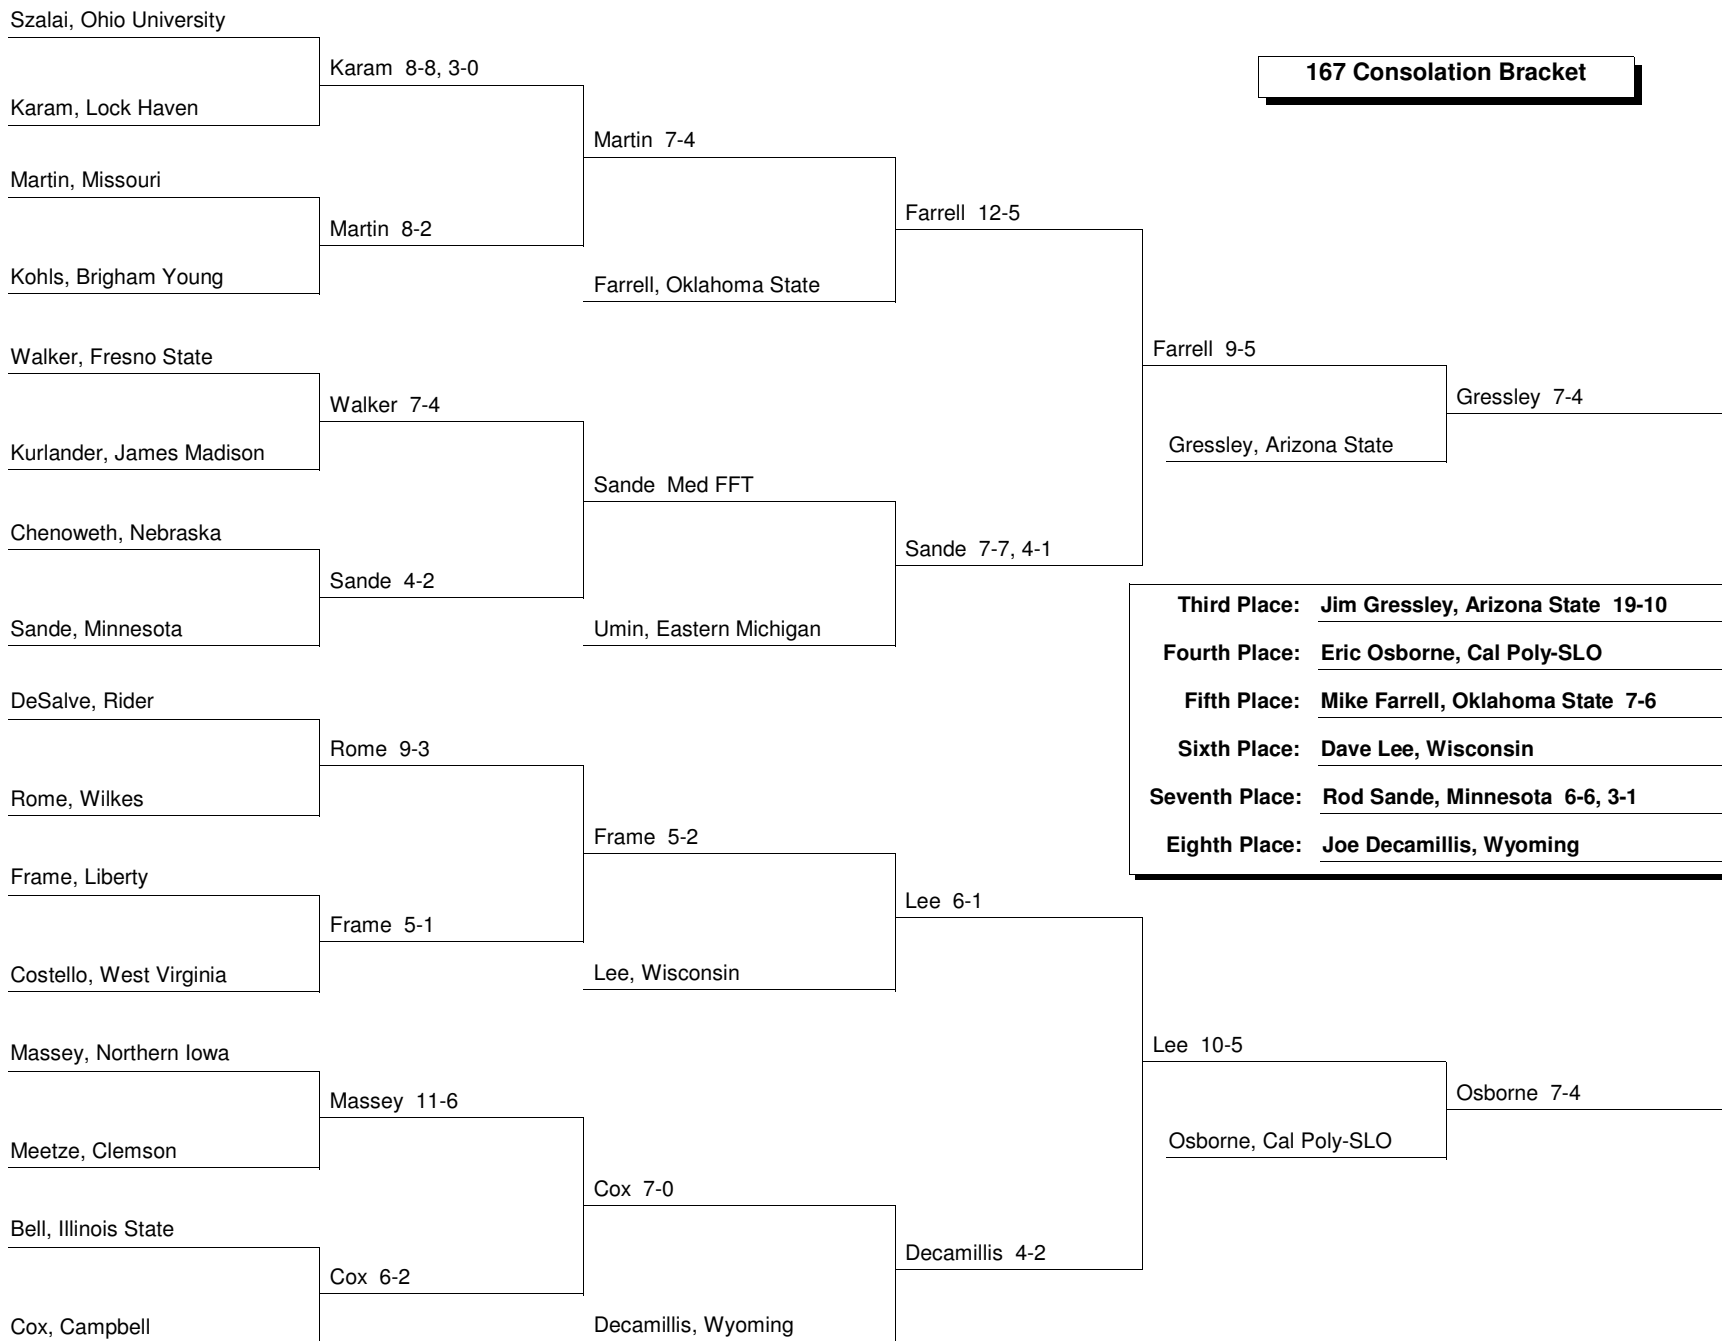 167 Consolation Bracket
Szalai, Ohio University
Karam 8-8, 3-0
Karam, Lock Haven
Martin 7-4
Martin, Missouri
Martin 8-2
Kohls, Brigham Young
Farrell, Oklahoma State
Farrell 12-5
Walker, Fresno State
Walker 7-4
Kurlander, James Madison
Sande Med FFT
Chenoweth, Nebraska
Sande 4-2
Sande, Minnesota
Umin, Eastern Michigan
Sande 7-7, 4-1
Farrell 9-5
Gressley, Arizona State
Gressley 7-4
Third Place: Jim Gressley, Arizona State 19-10
Fourth Place: Eric Osborne, Cal Poly-SLO
Fifth Place: Mike Farrell, Oklahoma State 7-6
Sixth Place: Dave Lee, Wisconsin
Seventh Place: Rod Sande, Minnesota 6-6, 3-1
Eighth Place: Joe Decamillis, Wyoming
DeSalve, Rider
Rome 9-3
Rome, Wilkes
Frame 5-2
Frame, Liberty
Frame 5-1
Costello, West Virginia
Lee, Wisconsin
Lee 6-1
Massey, Northern Iowa
Massey 11-6
Meetze, Clemson
Cox 7-0
Bell, Illinois State
Cox 6-2
Cox, Campbell
Decamillis, Wyoming
Decamillis 4-2
Lee 10-5
Osborne, Cal Poly-SLO
Osborne 7-4